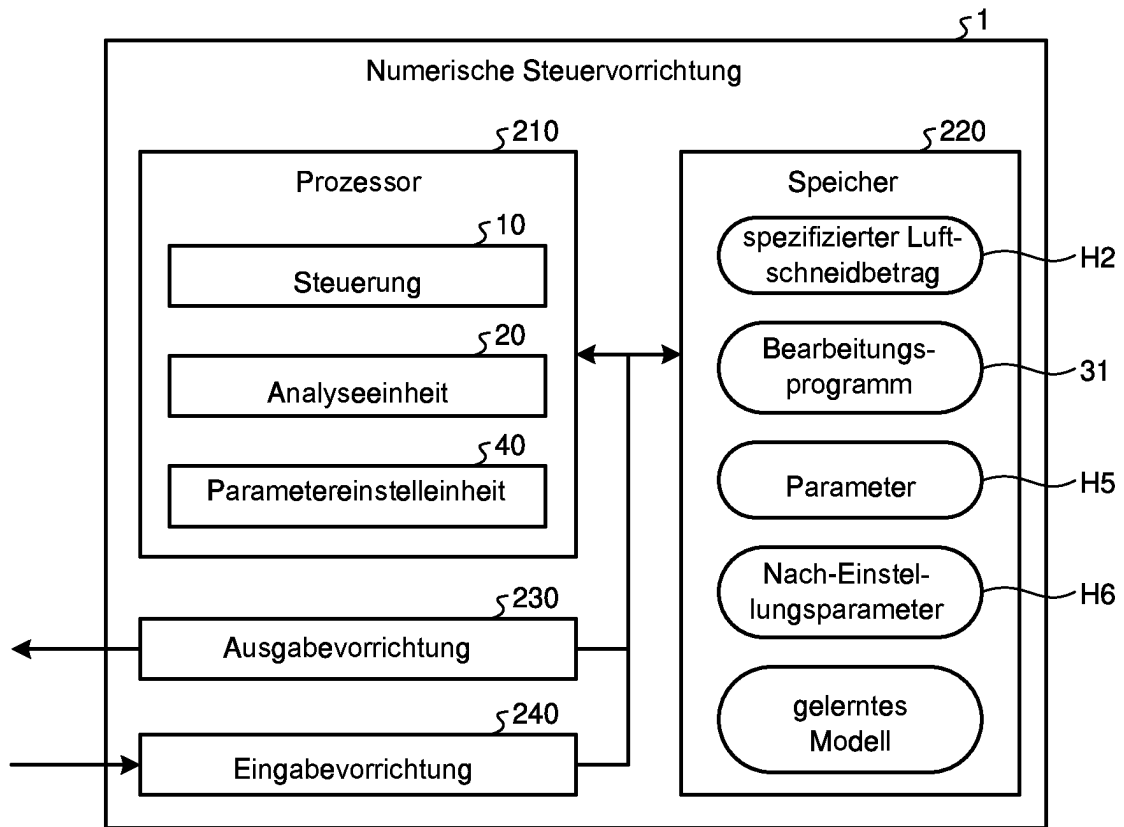 1
Numerische Steuervorrichtung
210
Prozessor
10
Steuerung
20
Analyseeinheit
40
Parametereinstelleinheit
230
Ausgabevorrichtung
240
Eingabevorrichtung
220
Speicher
spezifizierter Luft-
schneidbetrag
H2
Bearbeitungs-
programm
31
Parameter
H5
Nach-Einstel-
lungsparameter
H6
gelerntes
Modell